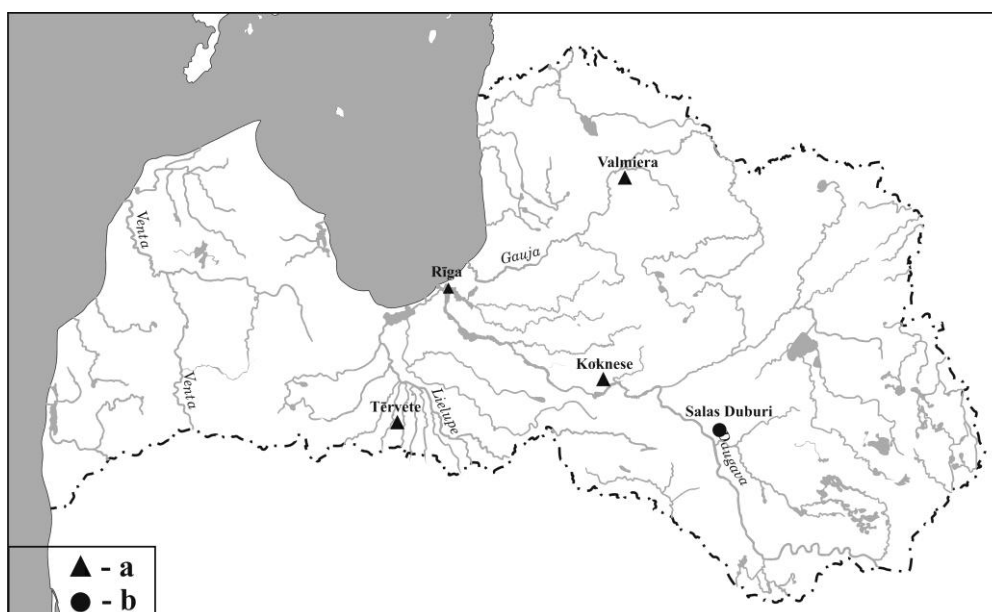 Valmiera
Venta
Gauja
Rīga
Koknese
Venta
Lielupe
Tērvete
Salas Duburi
Daugava
- a
- b